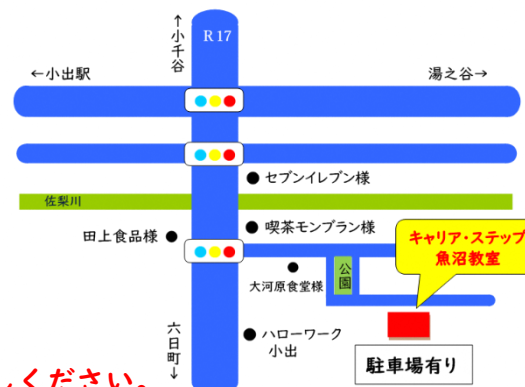 ↑小千谷
R17
←小出駅
湯之谷→
セブンイレブン様
佐梨川
田上食品様
喫茶モンブラン様
キャリア・ステップ
魚沼教室
公園
大河原食堂様
六日町↓
ハローワーク
小出
駐車場有り
ください。